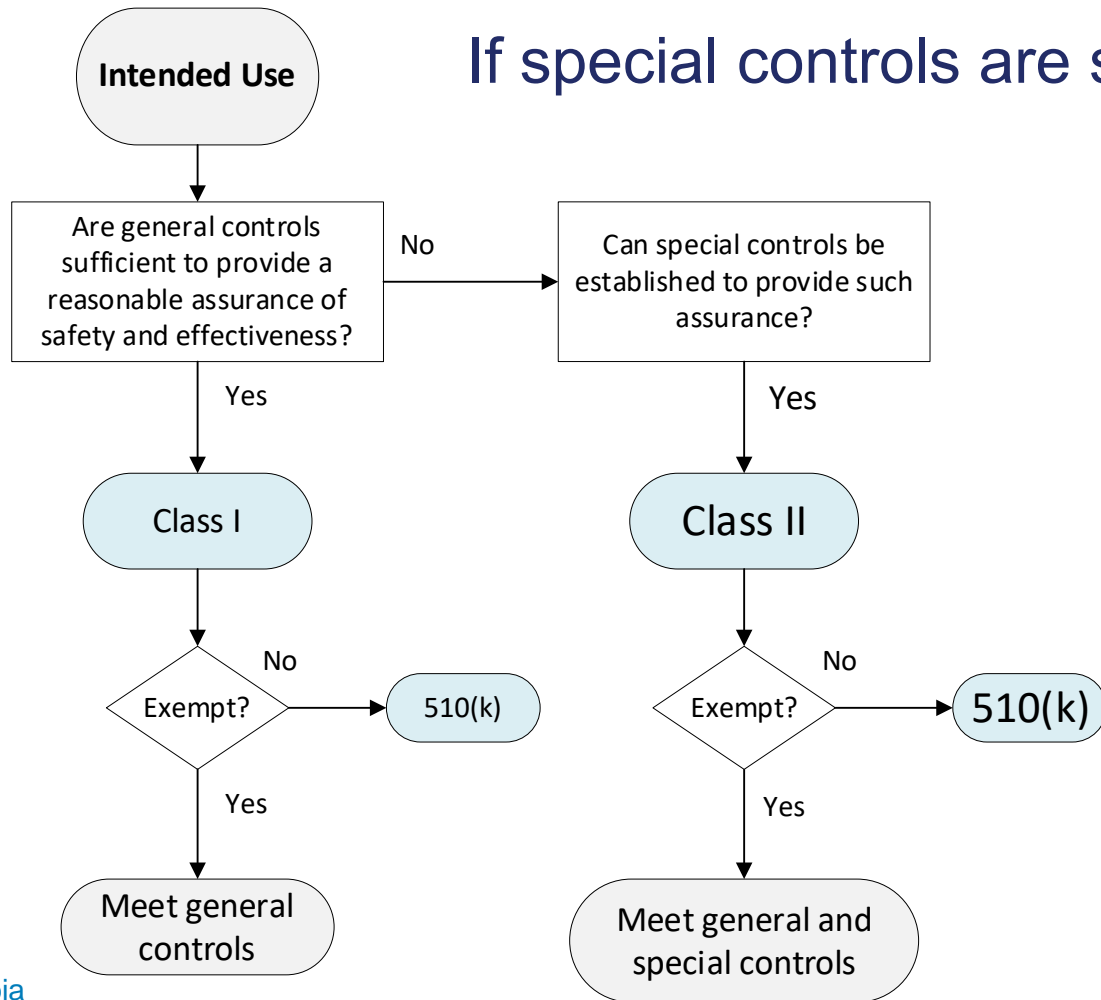 If special controls are s
Intended Use
Are general controls
sufficient to provide a
reasonable assurance of
safety and effectiveness?
No
Can special controls be
established to provide such
assurance?
Yes
Yes
Class I
Class II
No
No
Exempt?
510(k)
Exempt?
510(k)
Yes
Yes
Meet general
controls
Meet general and
special controls
bia